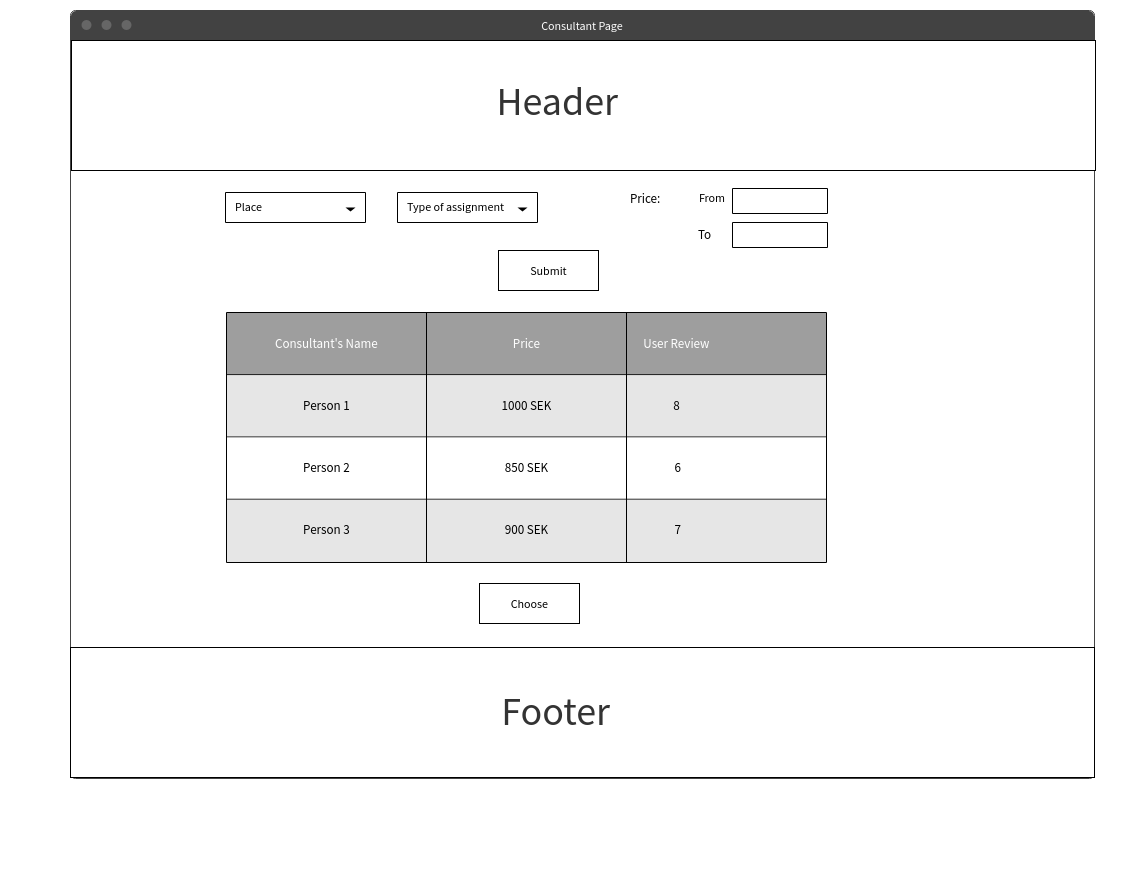 Consultant Page
Header
Place
Type of assignment
Price:
From
To
Submit
Consultant's Name Price User Review
Person 1 1000 SEK 8
Person 2 850 SEK 6
Person 3 900 SEK 7
Choose
Footer